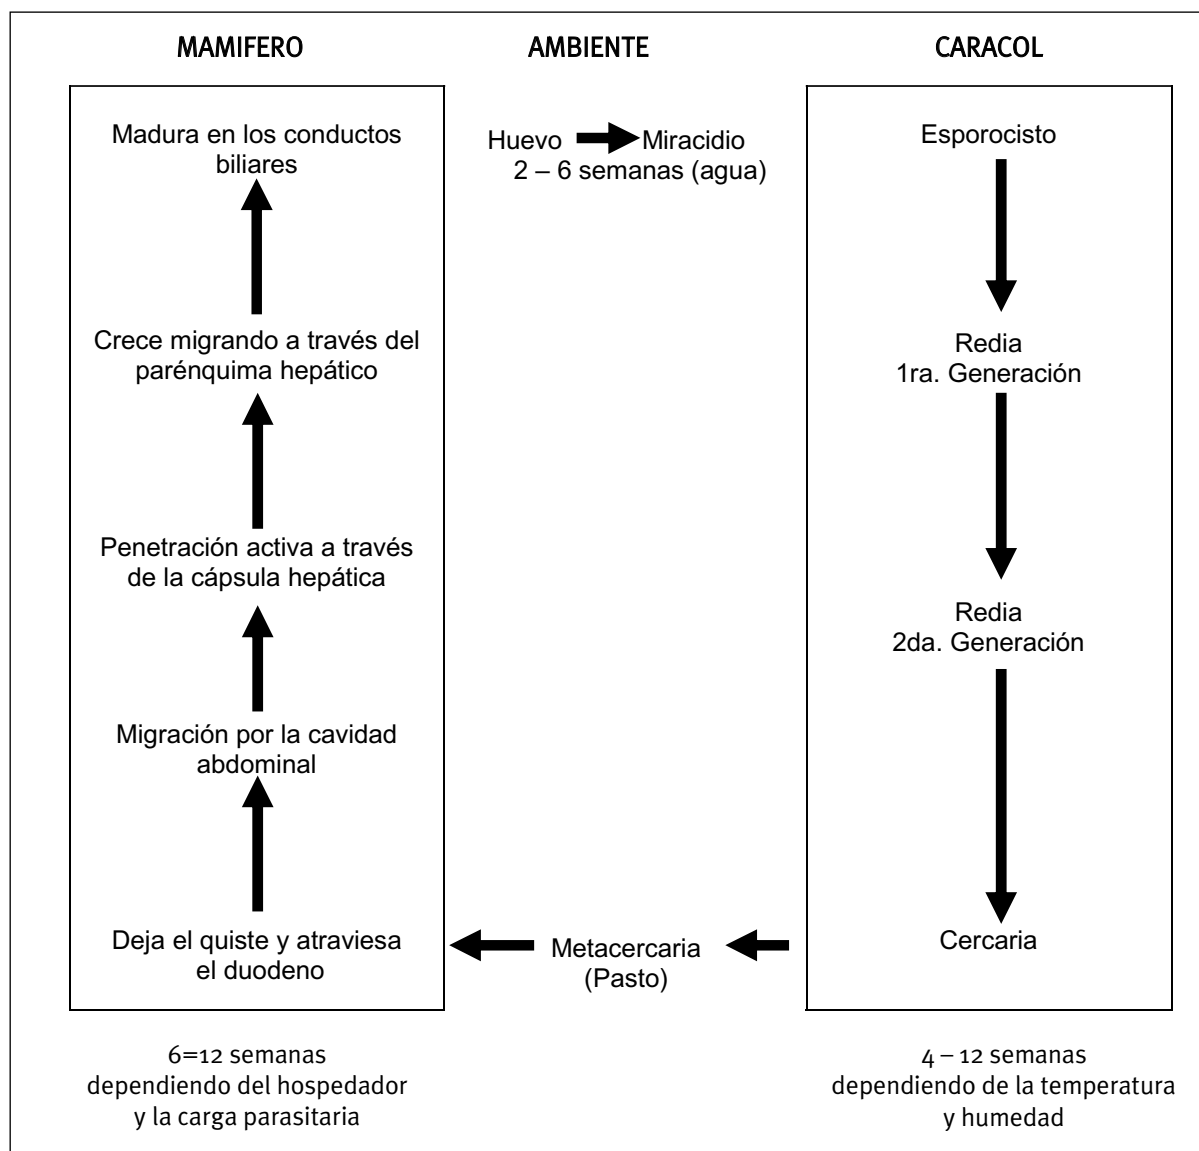 MAMIFERO
AMBIENTE
CARACOL
Madura en los conductos
biliares
Crece migrando a través del
parénquima hepático
Penetración activa a través
de la cápsula hepática
Migración por la cavidad
abdominal
Deja el quiste y atraviesa
el duodeno
6=12 semanas
dependiendo del hospedador
y la carga parasitaria
Huevo Miracidio
2 – 6 semanas (agua)
Metacercaria
(Pasto)
Esporocisto
Redia
1ra. Generación
Redia
2da. Generación
Cercaria
4 – 12 semanas
dependiendo de la temperatura
y humedad